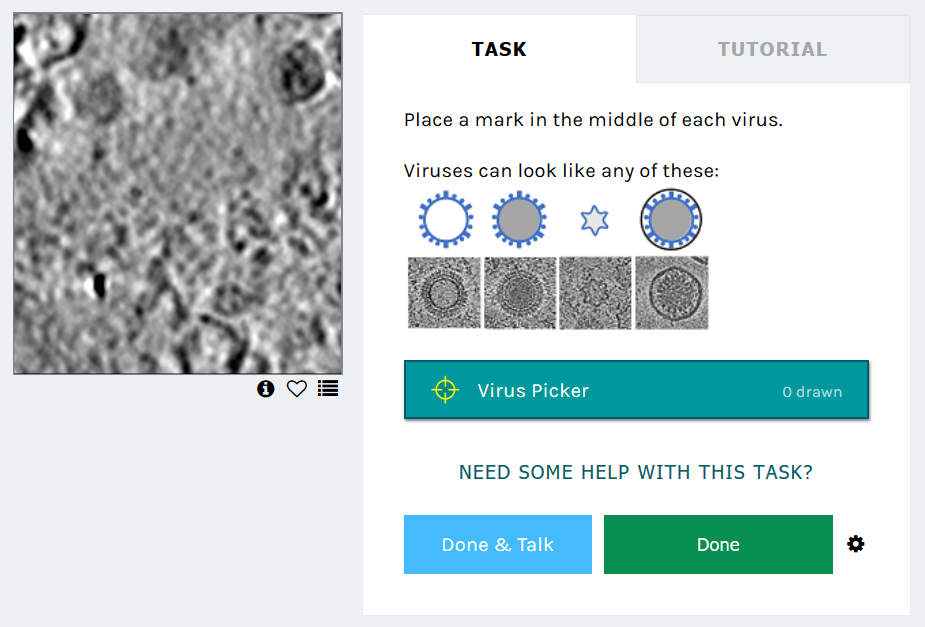 TASK
TUTORIAL
Place a mark in the middle of each virus.
Viruses can look like any of these:
Virus Picker
0 drawn
NEED SOME HELP WITH THIS TASK?
Done & Talk
Done